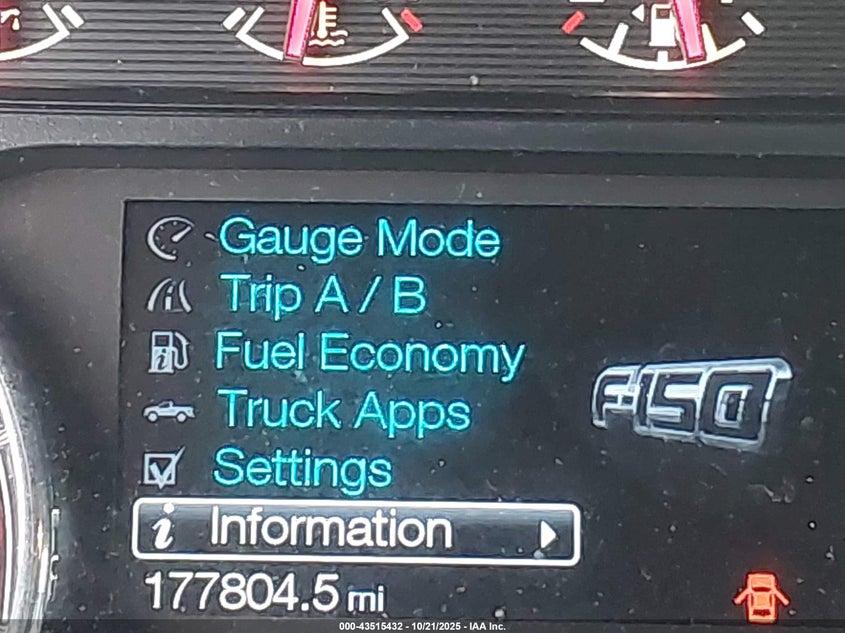 Gauge Mode
Trip A / B
Fuel Economy
F-150
Truck Apps
Settings
i Information
177804.5 mi
000-43515432 - 10/21/2025 - IAA Inc.